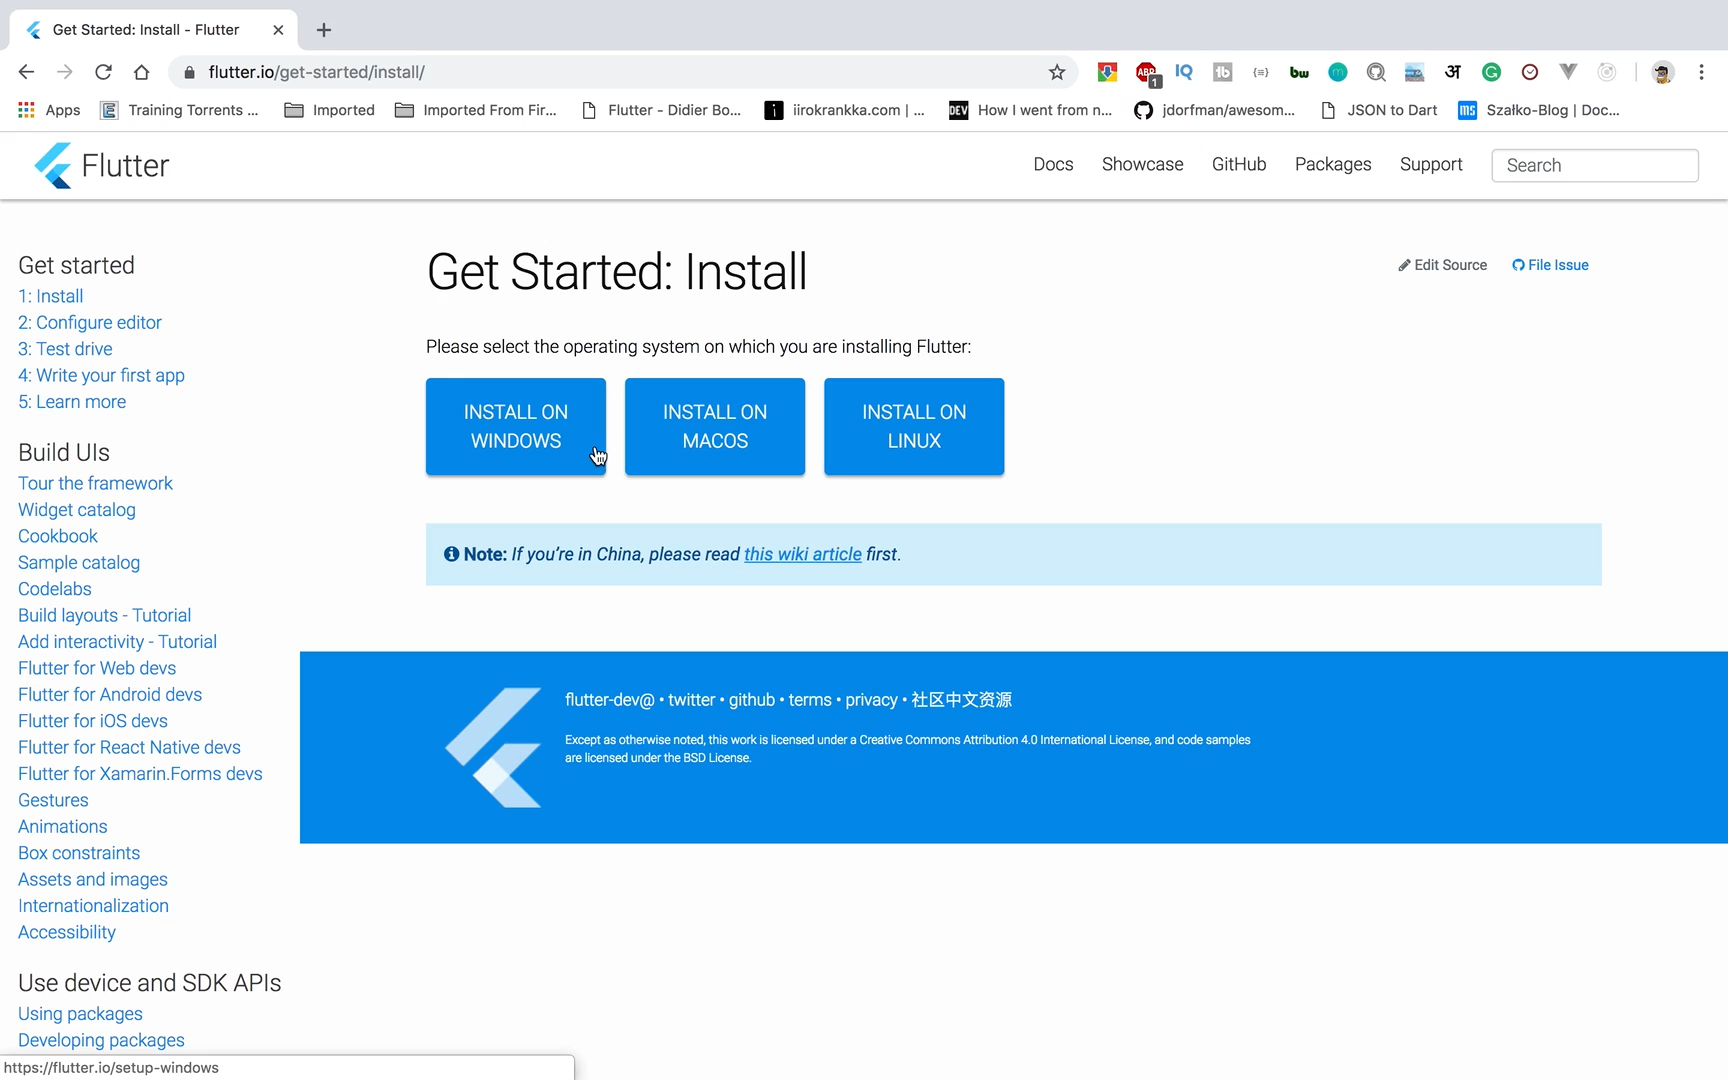 Get Started: Install - Flutter
flutter.io/get-started/install/
ABP
1
IQ
tb
{≡}
bw
m
अ
G
Apps
Training Torrents ...
Imported
Imported From Fir...
Flutter - Didier Bo...
i
iirokrankka.com | ...
DEV
How I went from n...
jdorfman/awesom...
JSON to Dart
ms
Szałko-Blog | Doc...
Flutter
Docs
Showcase
GitHub
Packages
Support
Search
Get started
1: Install
2: Configure editor
3: Test drive
4: Write your first app
5: Learn more
Build UIs
Tour the framework
Widget catalog
Cookbook
Sample catalog
Codelabs
Build layouts - Tutorial
Add interactivity - Tutorial
Flutter for Web devs
Flutter for Android devs
Flutter for iOS devs
Flutter for React Native devs
Flutter for Xamarin.Forms devs
Gestures
Animations
Box constraints
Assets and images
Internationalization
Accessibility
Use device and SDK APIs
Using packages
Developing packages
Get Started: Install
Edit Source
File Issue
Please select the operating system on which you are installing Flutter:
INSTALL ON
WINDOWS
INSTALL ON
MACOS
INSTALL ON
LINUX
Note: If you’re in China, please read this wiki article first.
flutter-dev@ • twitter • github • terms • privacy • 社区中文资源
Except as otherwise noted, this work is licensed under a Creative Commons Attribution 4.0 International License, and code samples
are licensed under the BSD License.
https://flutter.io/setup-windows